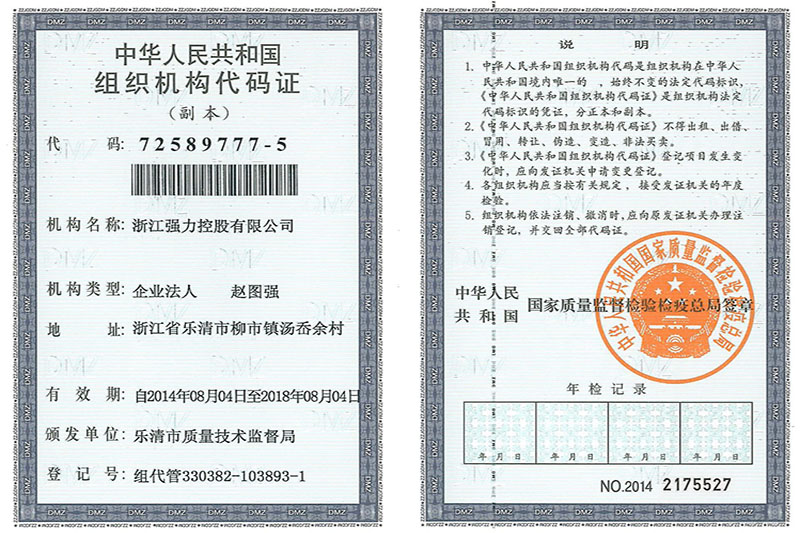 中华人民共和国
组织机构代码证
(副本)
代 码: 72589777-5
机构名称: 浙江强力控股有限公司
机构类型: 企业法人 赵图强
地 址: 浙江省乐清市柳市镇汤岙余村
有 效 期: 自2014年08月04日至2018年08月04日
颁发单位: 乐清市质量技术监督局
登 记 号: 组代管330382-103893-1
说 明
1. 中华人民共和国组织机构代码是组织机构在中华人
民共和国境内唯一的 , 始终不变的法定代码标识,
《中华人民共和国组织机构代码证》是组织机构法定
代码标识的凭证, 分正本和副本。
2. 《中华人民共和国组织机构代码证》不得出租、出借、
冒用、转让、伪造、变造、非法买卖。
3. 《中华人民共和国组织机构代码证》登记项目发生变
化时, 应向发证机关申请变更登记。
4. 各组织机构应当按有关规定, 接受发证机关的年度
检验。
5. 组织机构依法注销、撤消时, 应向原发证机关办理注
销登记, 并交回全部代码证。
中华人民
共和国 国家质量监督检验检疫总局签章
中华人民共和国国家质量监督检验检疫总局
年检记录
年 月 日 年 月 日 年 月 日 年 月 日
NO.2014 2175527